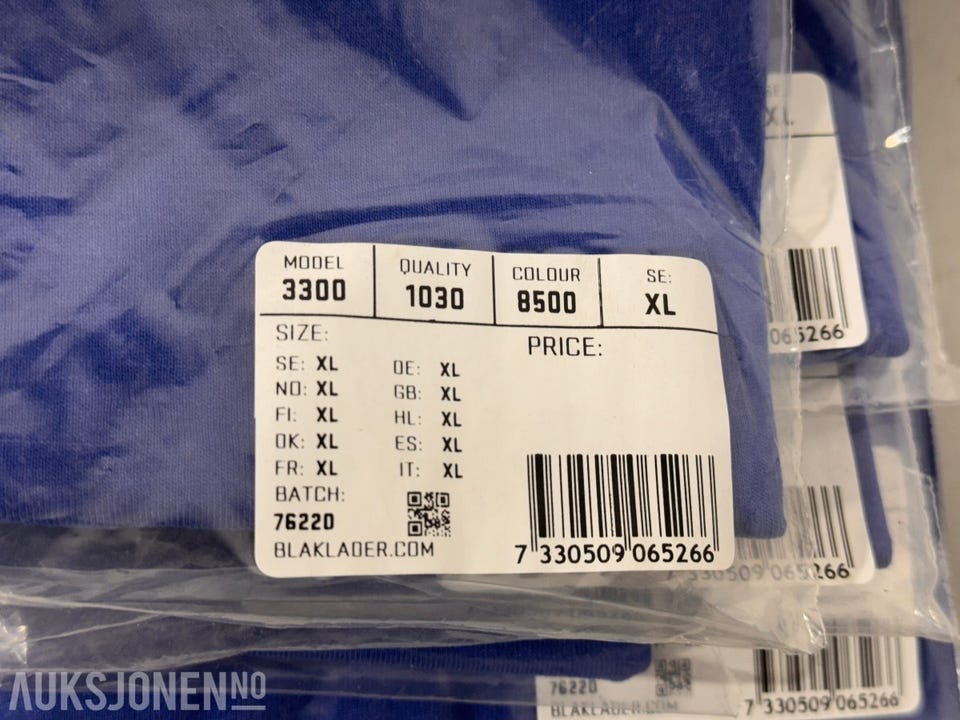 MODEL QUALITY COLOUR SE:
3300 1030 8500 XL
SIZE: PRICE:
SE: XL DE: XL
NO: XL GB: XL
FI: XL HL: XL
DK: XL ES: XL
FR: XL IT: XL
BATCH:
76220
BLAKLADER.COM
7 330509 065266
SE:
XL
065266
7 330509 065266
76220
BLAKLADER.COM
7 330509 065266
AUKSJONEN NO